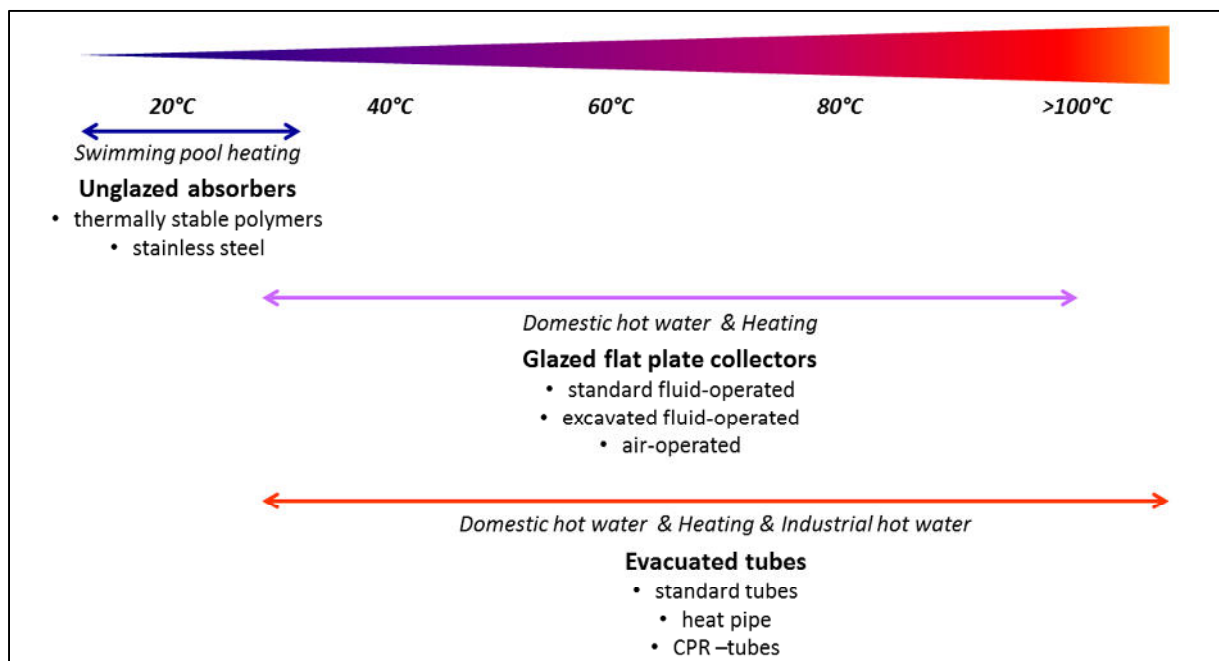 20°C 40°C 60°C 80°C >100°C
Swimming pool heating
Unglazed absorbers
• thermally stable polymers
• stainless steel
Domestic hot water & Heating
Glazed flat plate collectors
• standard fluid-operated
• excavated fluid-operated
• air-operated
Domestic hot water & Heating & Industrial hot water
Evacuated tubes
• standard tubes
• heat pipe
• CPR –tubes